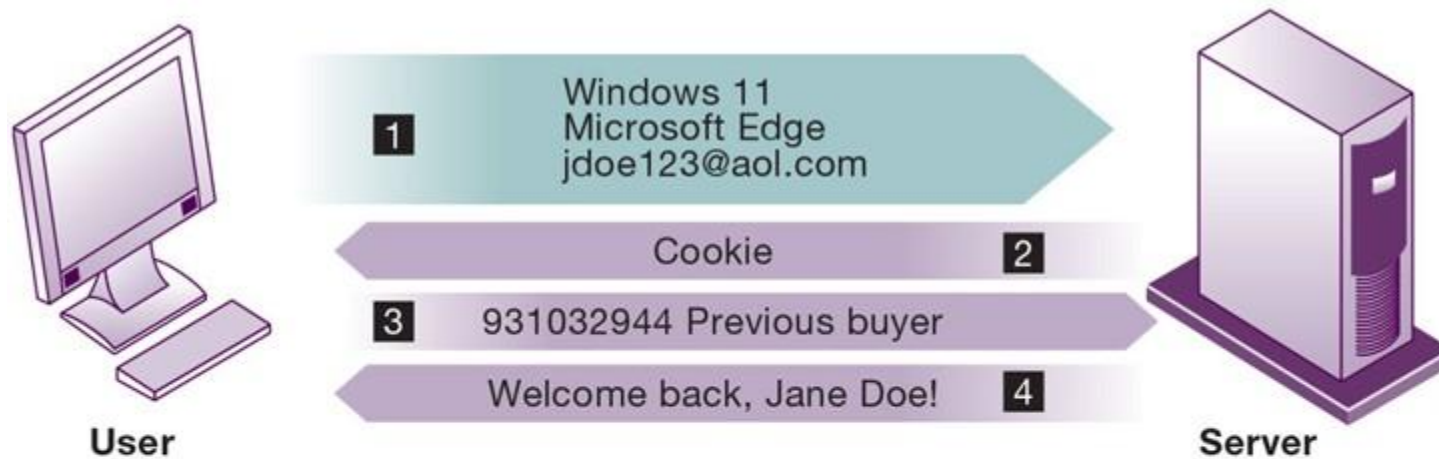 1
Windows 11
Microsoft Edge
jdoe123@aol.com
Cookie 2
3 931032944 Previous buyer
Welcome back, Jane Doe! 4
User
Server